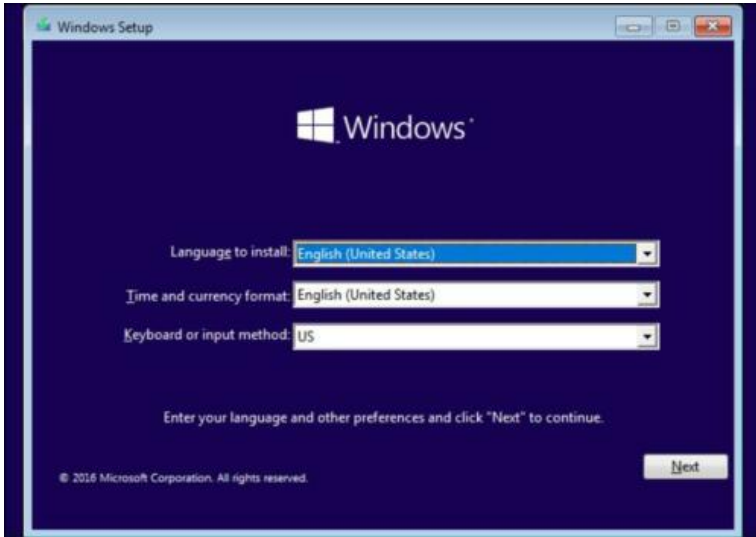 Windows Setup
Windows
Language to install: English (United States)
Time and currency format: English (United States)
Keyboard or input method: US
Enter your language and other preferences and click "Next" to continue.
Next
© 2016 Microsoft Corporation. All rights reserved.